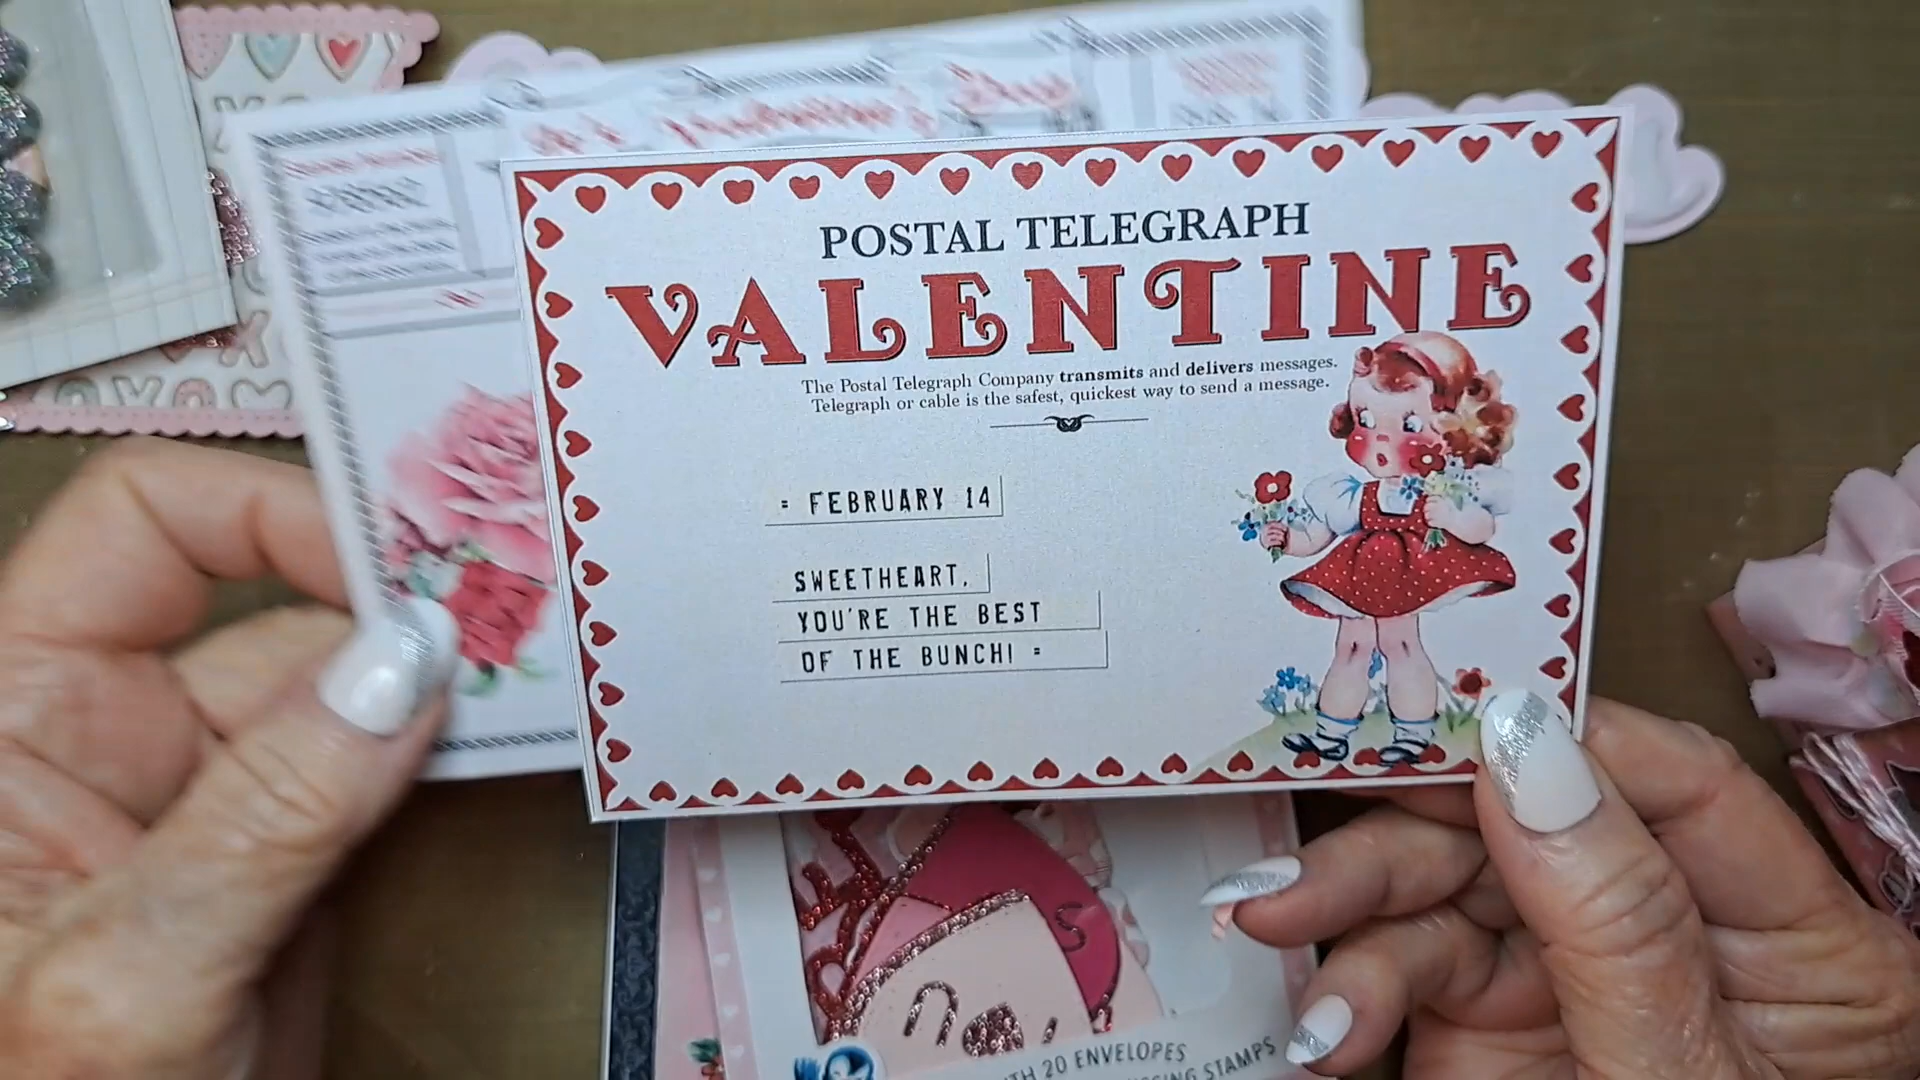 POSTAL TELEGRAPH
VALENTINE
The Postal Telegraph Company transmits and delivers messages.
Telegraph or cable is the safest, quickest way to send a message.
= FEBRUARY 14
SWEETHEART,
YOU'RE THE BEST
OF THE BUNCH! =
20 ENVELOPES
STAMPS